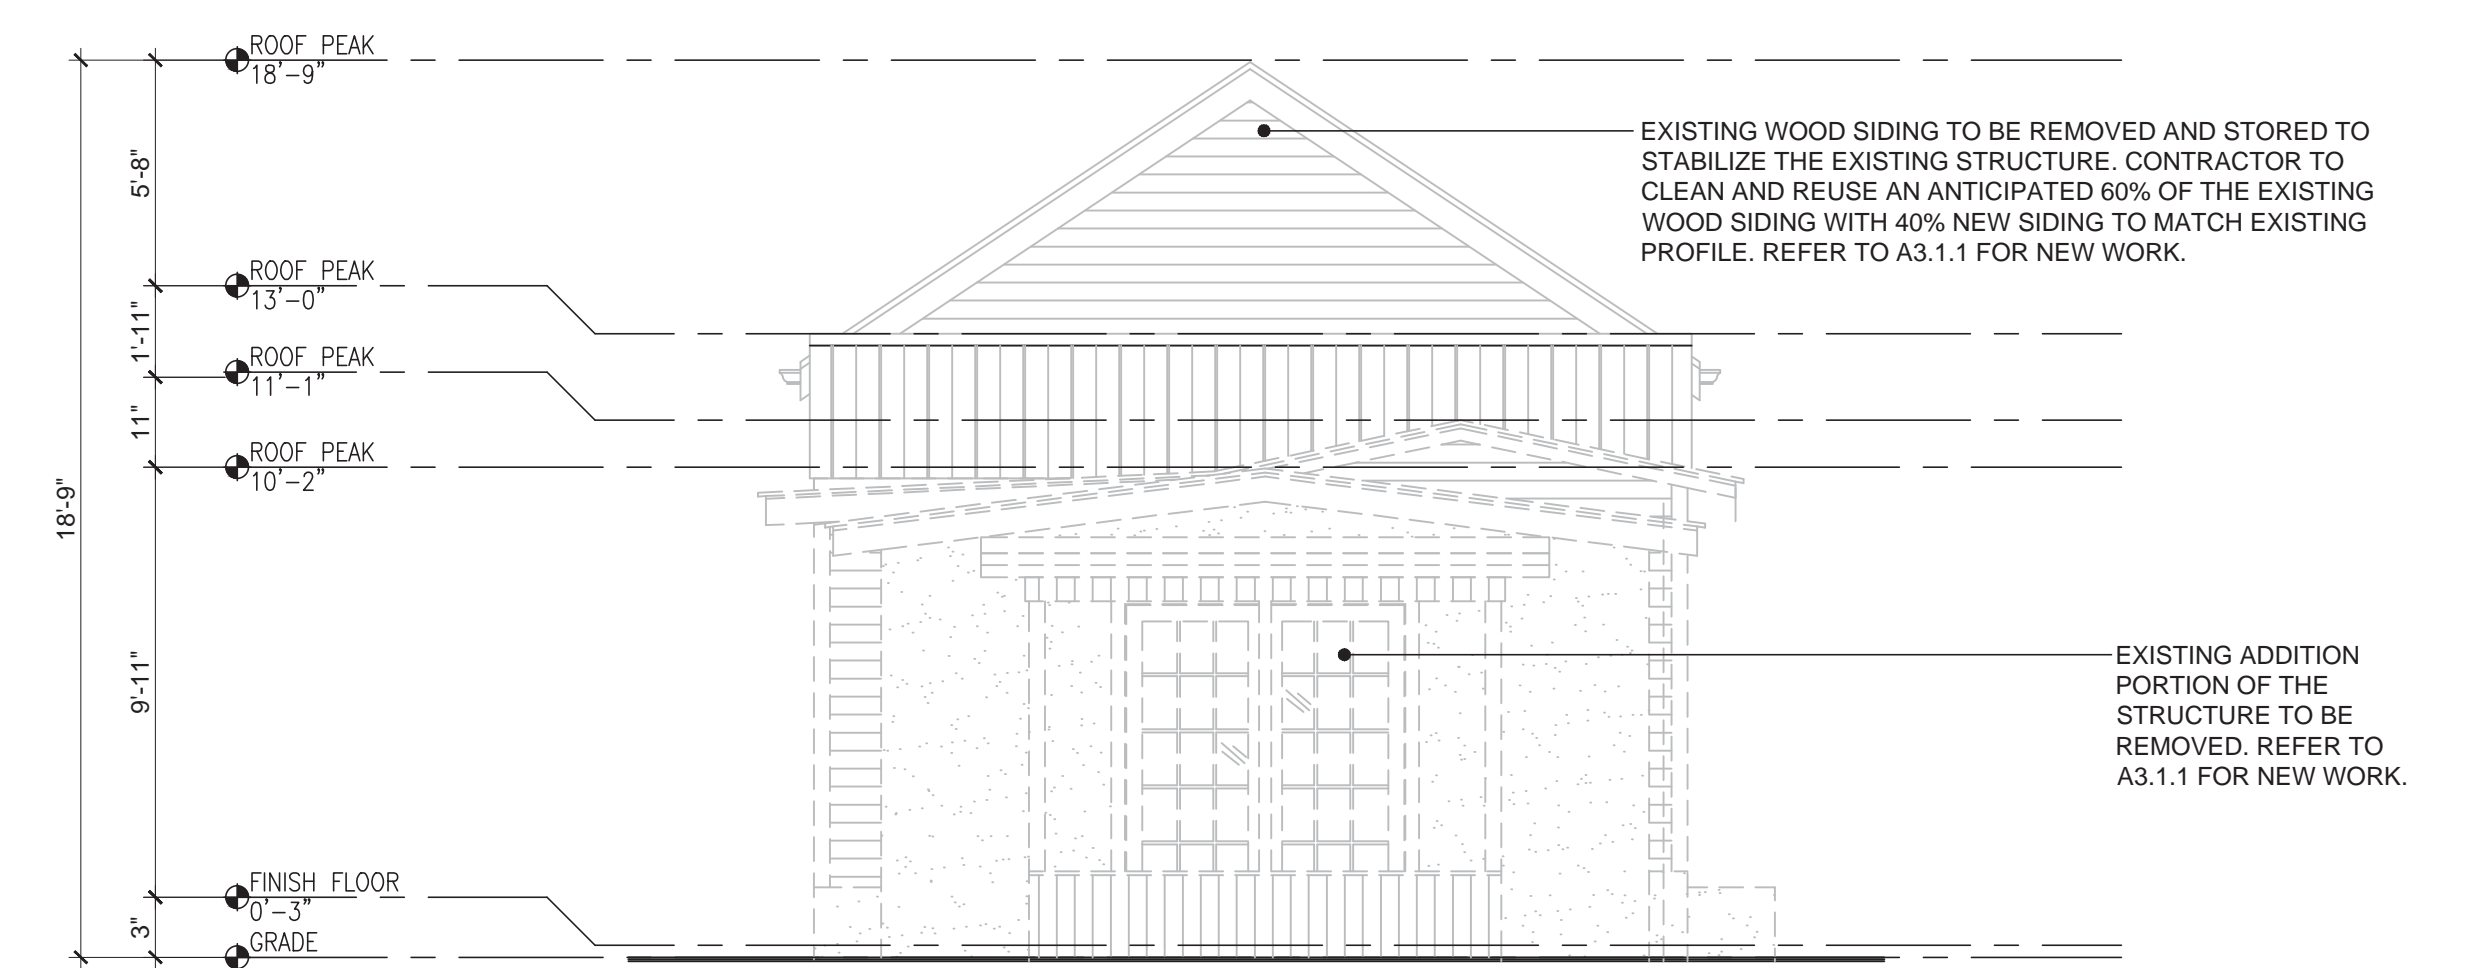 ROOF PEAK
18'-9"
EXISTING WOOD SIDING TO BE REMOVED AND STORED TO
STABILIZE THE EXISTING STRUCTURE. CONTRACTOR TO
CLEAN AND REUSE AN ANTICIPATED 60% OF THE EXISTING
WOOD SIDING WITH 40% NEW SIDING TO MATCH EXISTING
PROFILE. REFER TO A3.1.1 FOR NEW WORK.
5'-8"
ROOF PEAK
13'-0"
1'-11"
ROOF PEAK
11'-1"
11"
ROOF PEAK
10'-2"
18'-9"
9'-11"
EXISTING ADDITION
PORTION OF THE
STRUCTURE TO BE
REMOVED. REFER TO
A3.1.1 FOR NEW WORK.
FINISH FLOOR
0'-3"
3"
GRADE